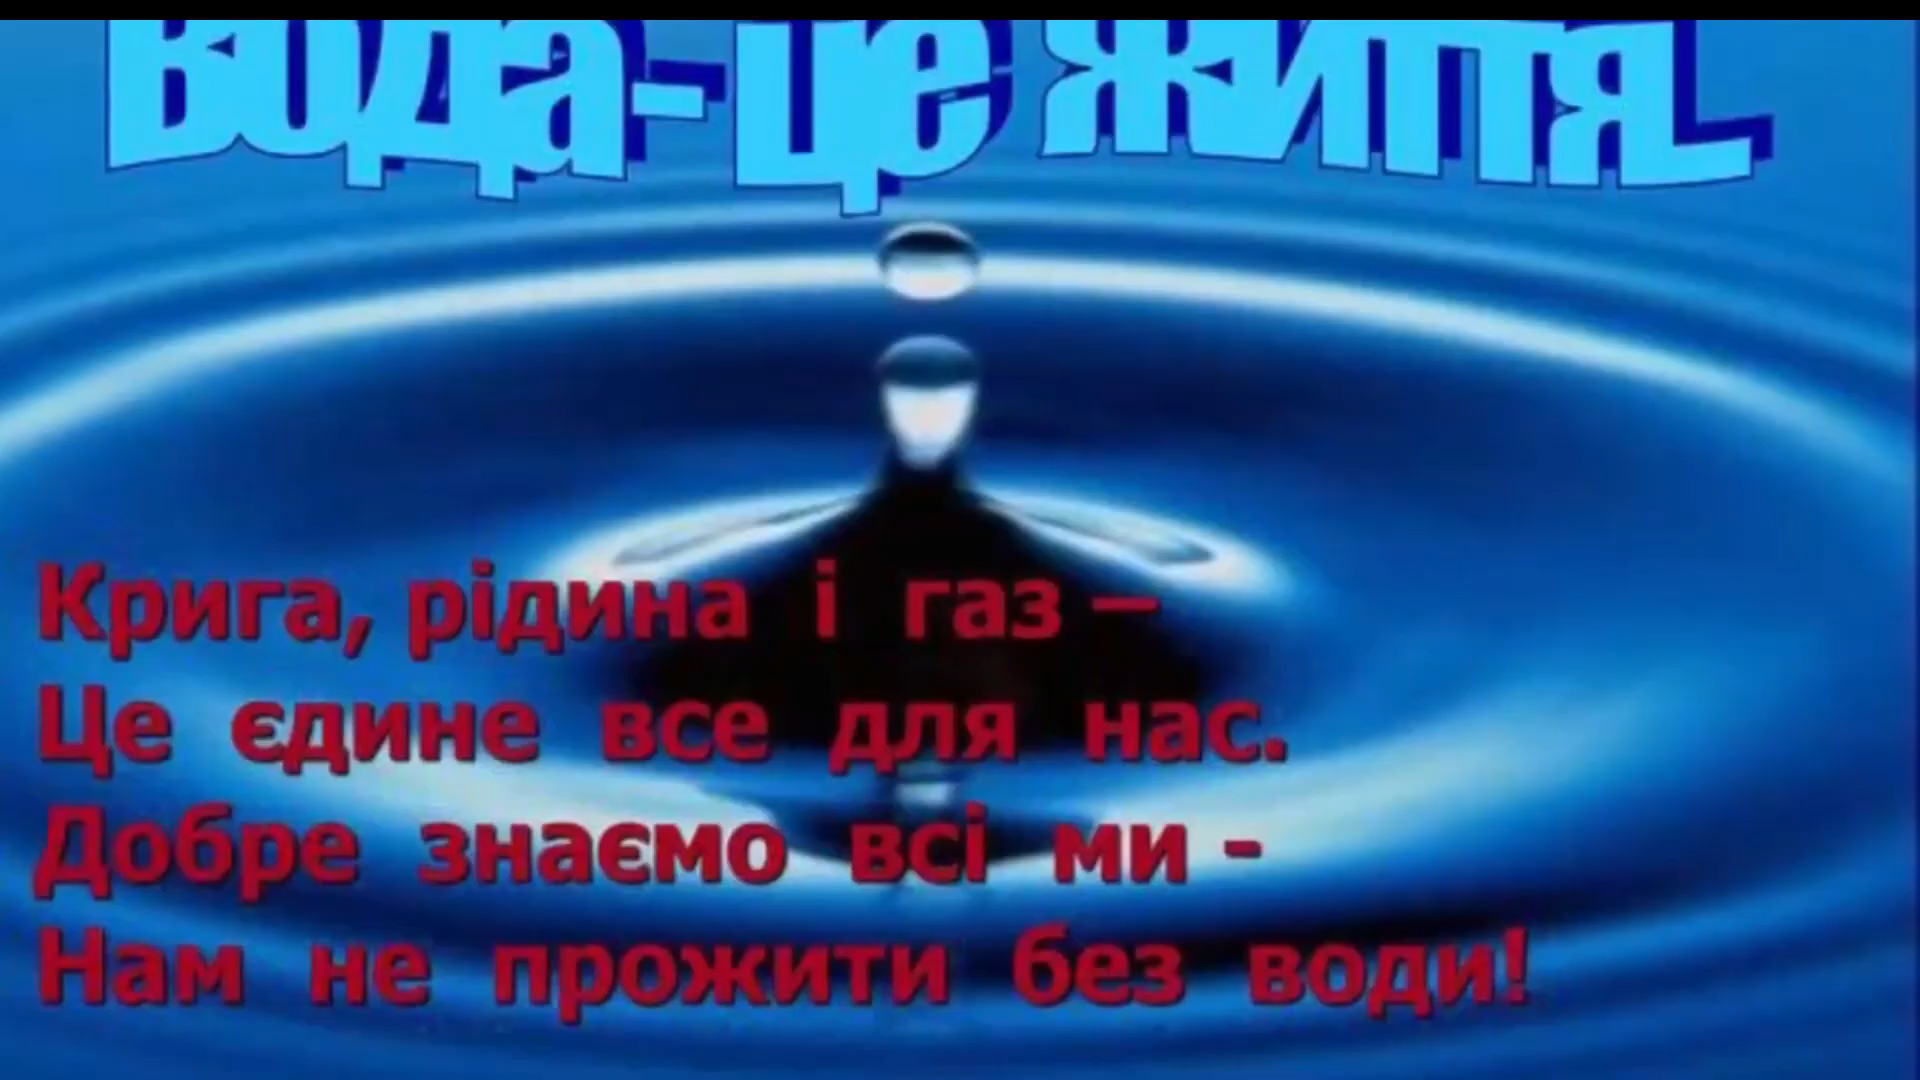 Вода- це життя.
Крига, рідина і газ –
Це єдине все для нас.
Добре знаємо всі ми -
Нам не прожити без води!